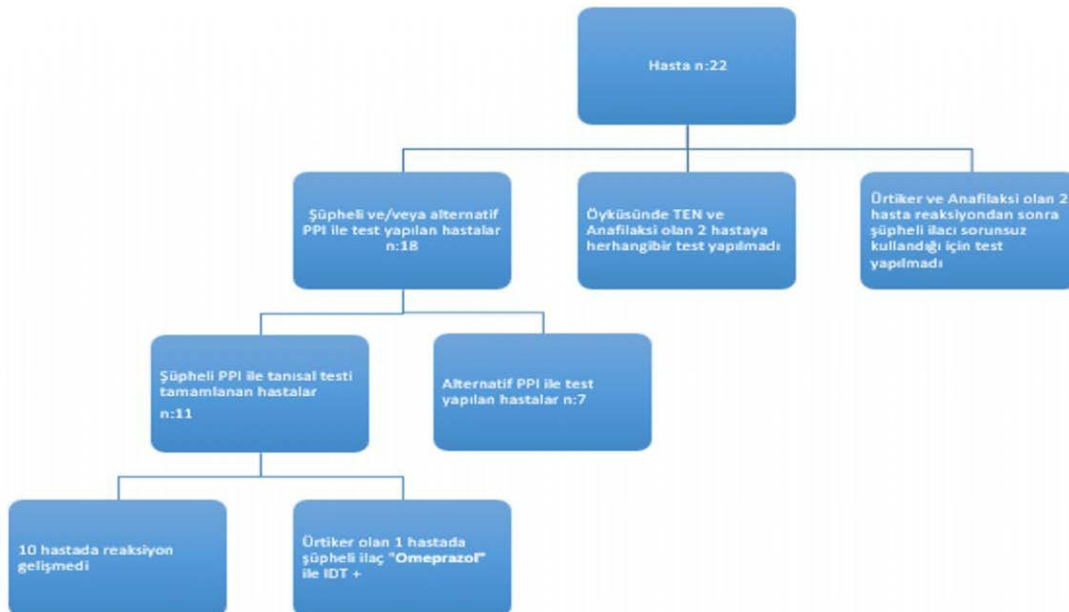 Hasta n:22
Şüpheli ve/veya alternatif
PPI ile test yapılan hastalar
n:18
Öyküsünde TEN ve
Anafilaksi olan 2 hastaya
herhangibir test yapılmadı
Ürtiker ve Anafilaksi olan 2
hasta reaksiyondan sonra
şüpheli ilacı sorunsuz
kullandığı için test
yapılmadı
Şüpheli PPI ile tanısal testi
tamamlanan hastalar
n:11
Alternatif PPI ile test
yapılan hastalar n:7
10 hastada reaksiyon
gelişmedi
Ürtiker olan 1 hastada
şüpheli ilaç "Omeprazol"
ile IDT +